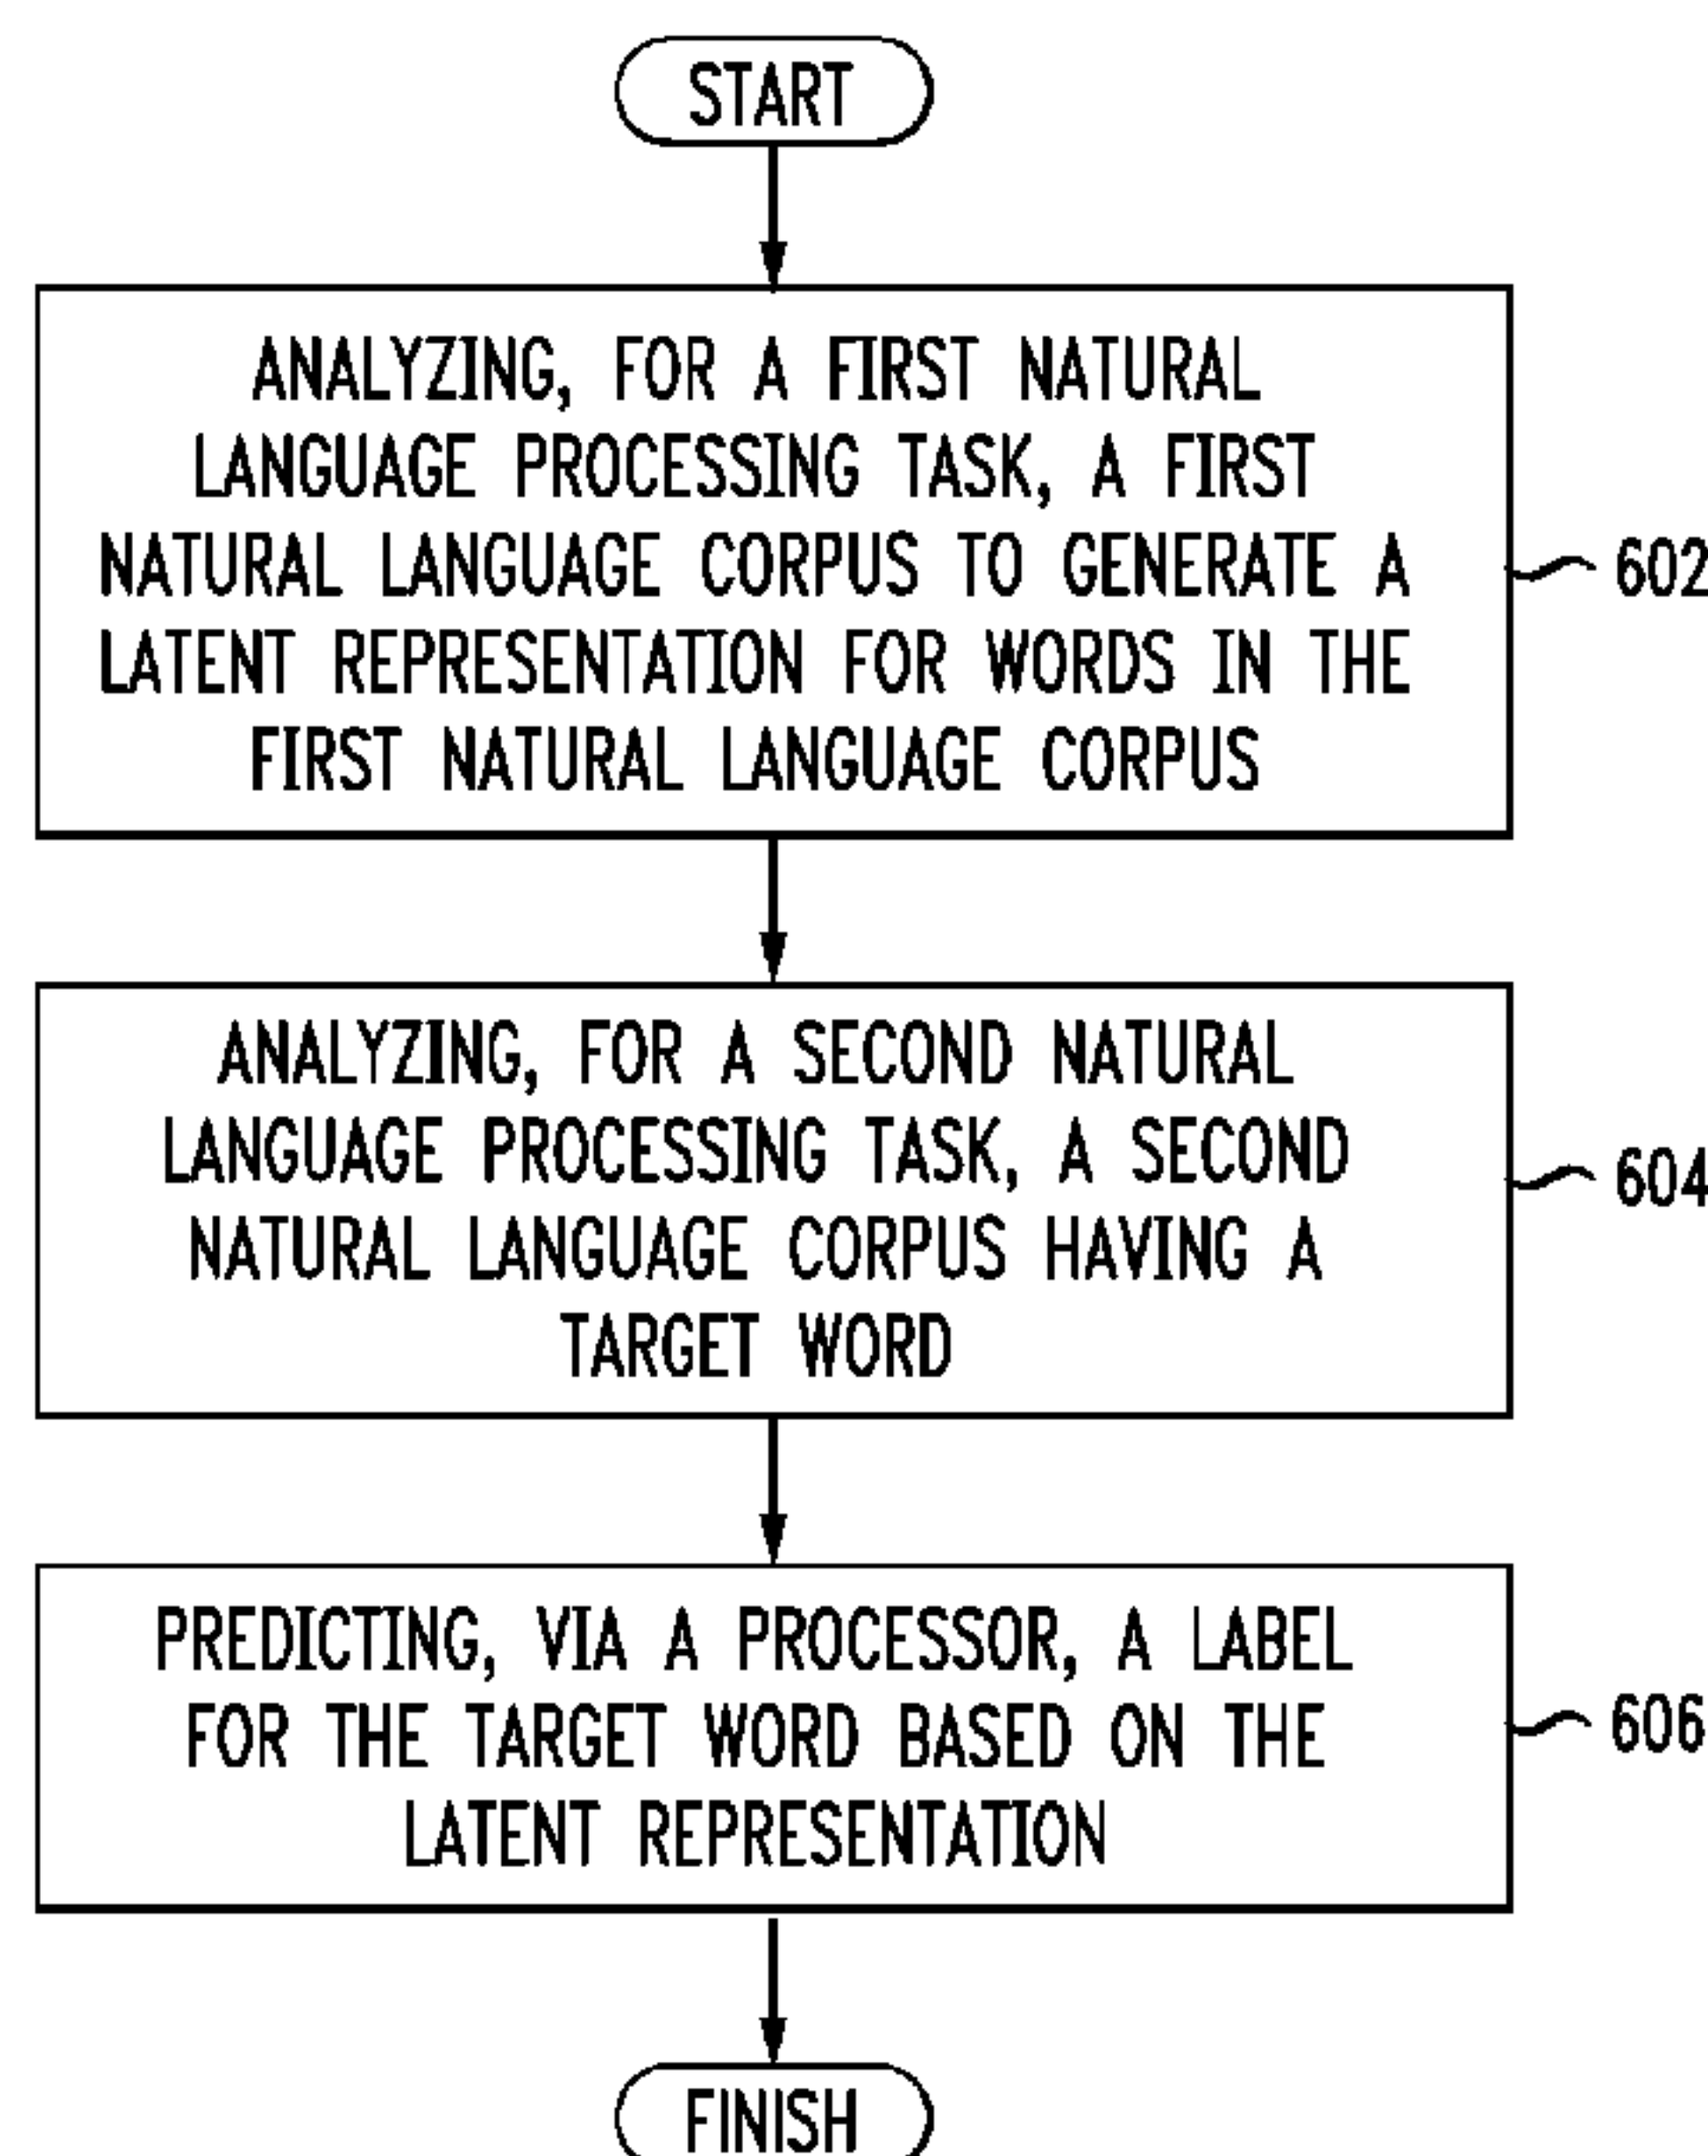 START
ANALYZING, FOR A FIRST NATURAL
LANGUAGE PROCESSING TASK, A FIRST
NATURAL LANGUAGE CORPUS TO GENERATE A
LATENT REPRESENTATION FOR WORDS IN THE
FIRST NATURAL LANGUAGE CORPUS
602
ANALYZING, FOR A SECOND NATURAL
LANGUAGE PROCESSING TASK, A SECOND
NATURAL LANGUAGE CORPUS HAVING A
TARGET WORD
604
PREDICTING, VIA A PROCESSOR, A LABEL
FOR THE TARGET WORD BASED ON THE
LATENT REPRESENTATION
606
FINISH